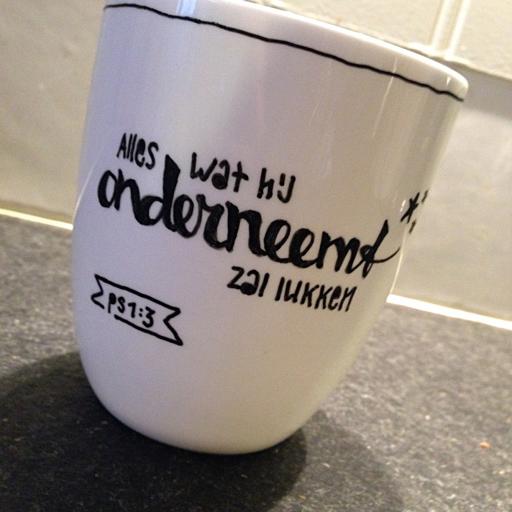 Alles wat hij
onderneemt
zal lukken
ps1:3